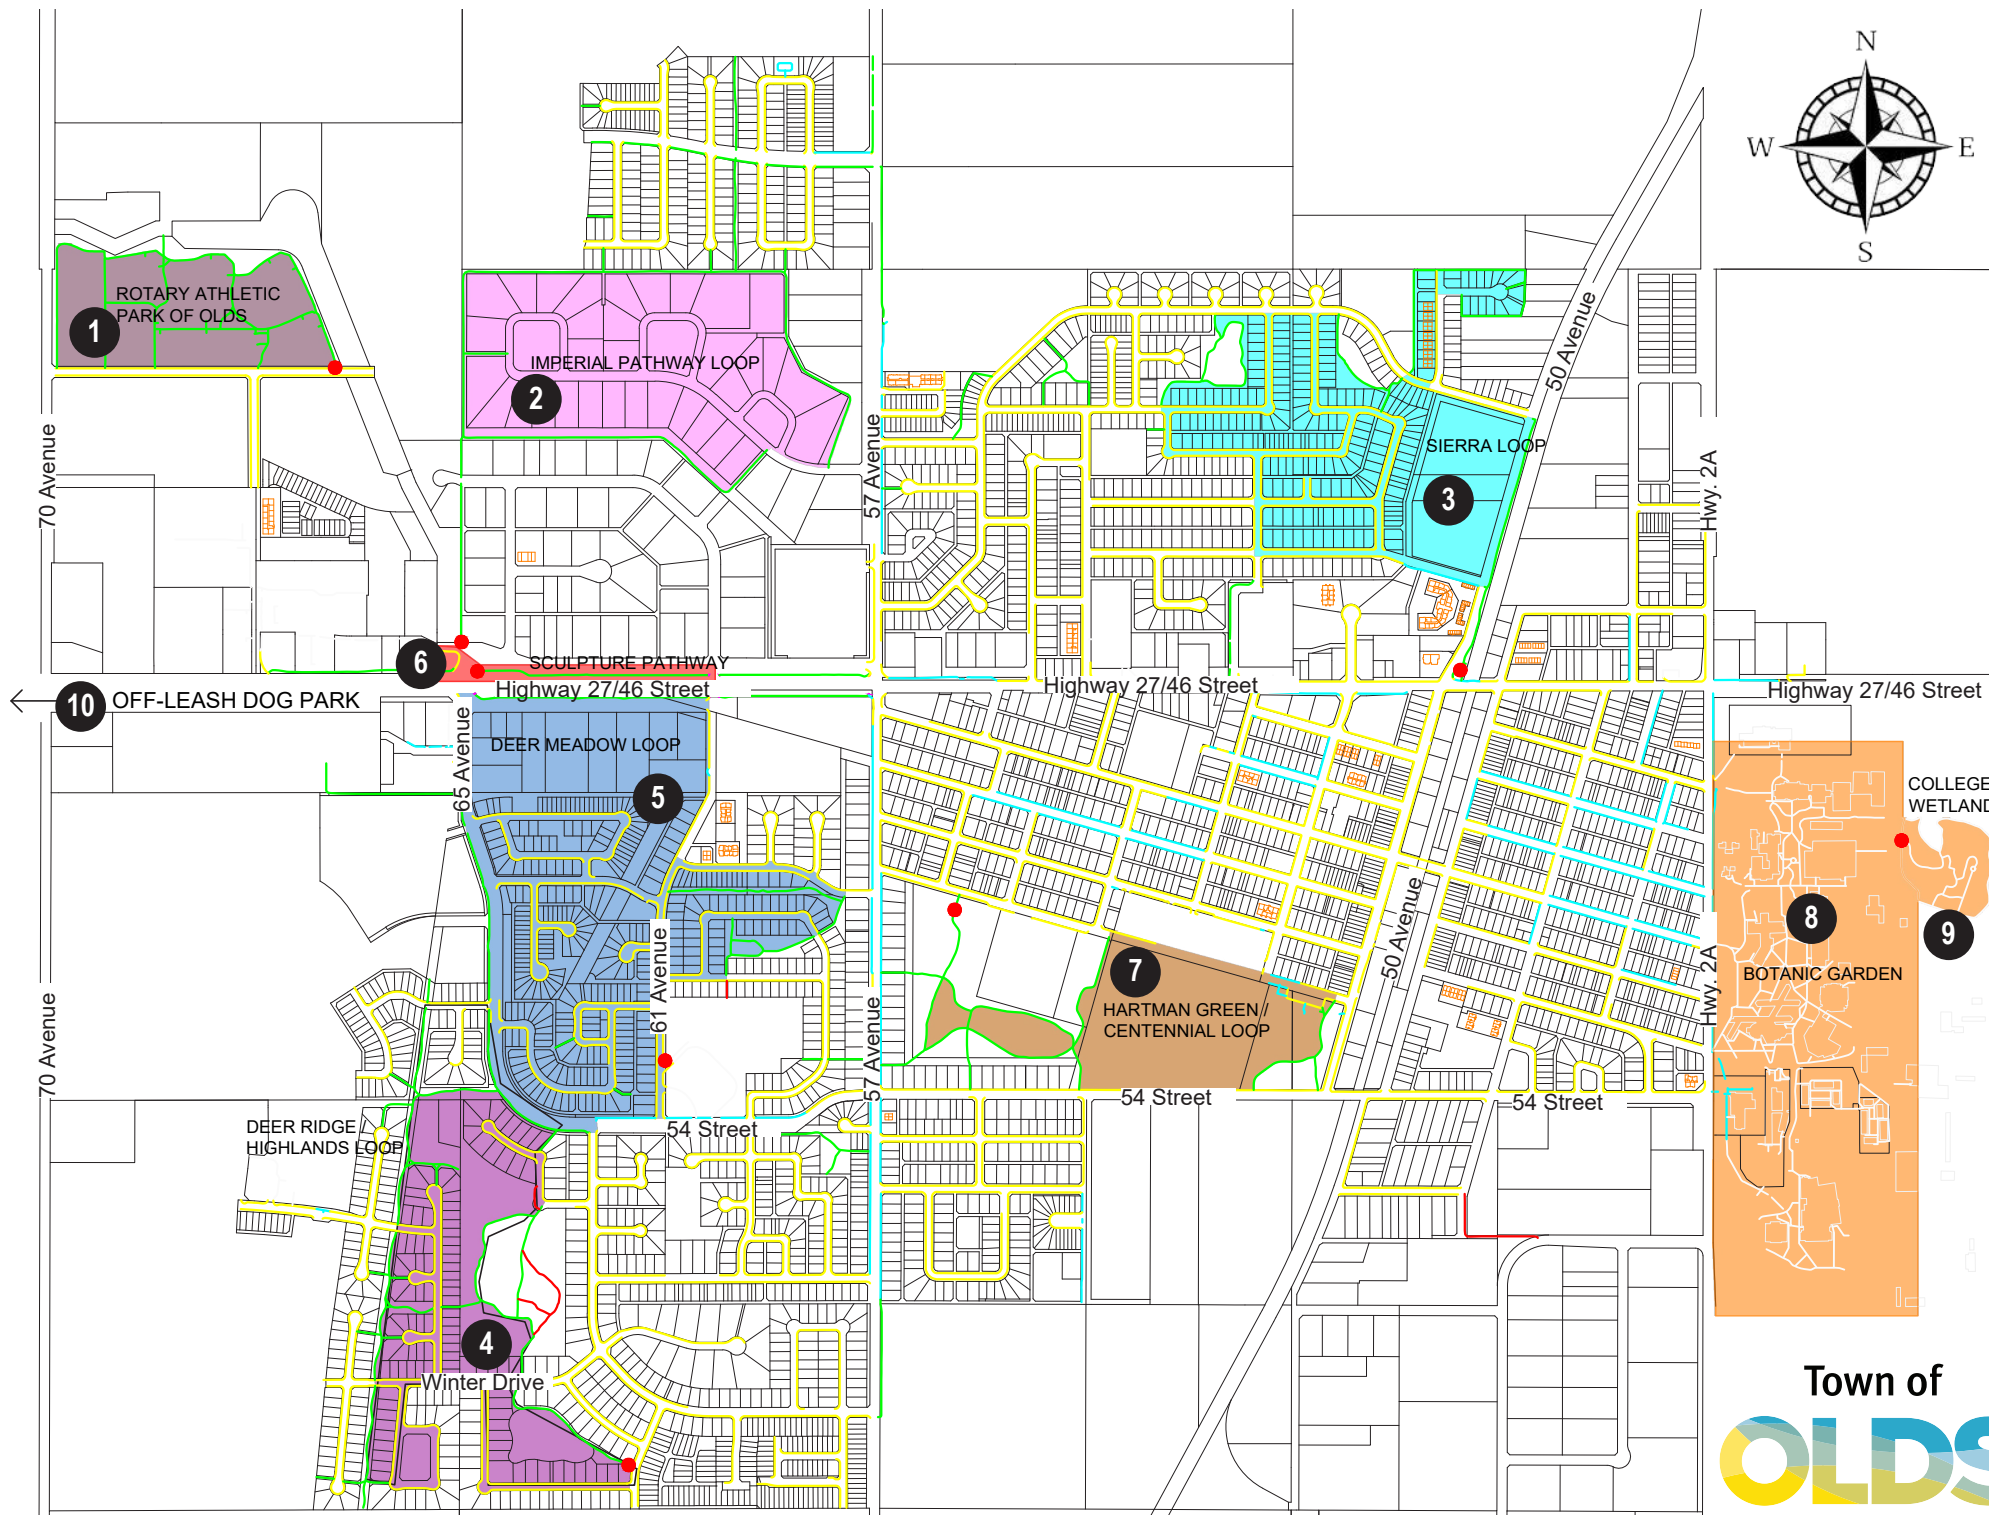 N
W
E
S
ROTARY ATHLETIC
PARK OF OLDS
1
IMPERIAL PATHWAY LOOP
2
50 Avenue
SIERRA LOOP
3
70 Avenue
57 Avenue
Hwy. 2A
6
SCULPTURE PATHWAY
Highway 27/46 Street
Highway 27/46 Street
Highway 27/46 Street
10
OFF-LEASH DOG PARK
65 Avenue
DEER MEADOW LOOP
5
COLLEGE
WETLAND
50 Avenue
8
9
61 Avenue
7
BOTANIC GARDEN
HARTMAN GREEN /
CENTENNIAL LOOP
70 Avenue
57 Avenue
Hwy. 2A
54 Street
54 Street
54 Street
DEER RIDGE /
HIGHLANDS LOOP
4
Winter Drive
Town of
OLDS